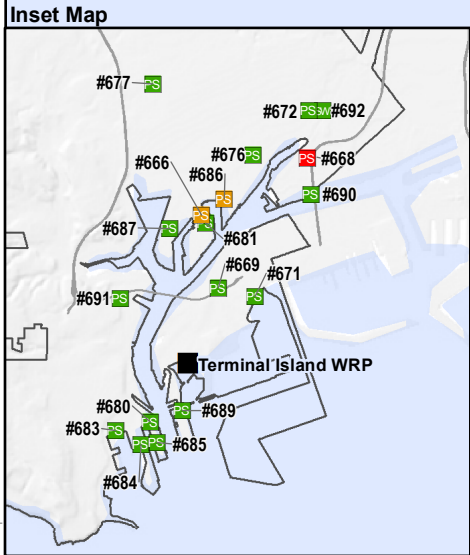 Inset Map
#677 PS
#672 PS SW #692
#676 PS
PS #668
#666
#686
PS
PS
PS #690
#687 PS
PS
#681
#669
#671
PS
PS
#691 PS
Terminal Island WRP
#680
PS #689
#683 PS
PS
PS PS #685
#684